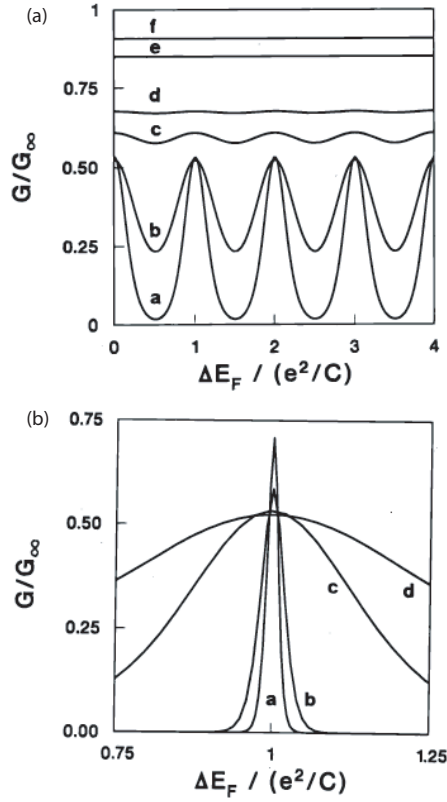 (a)
1
0.75
0.50
0.25
0
G/G∞
f
e
d
c
b
a
0 1 2 3 4
ΔE_F / (e²/C)
(b)
0.75
0.50
0.25
0.00
G/G∞
a b c d
0.75 1 1.25
ΔE_F / (e²/C)